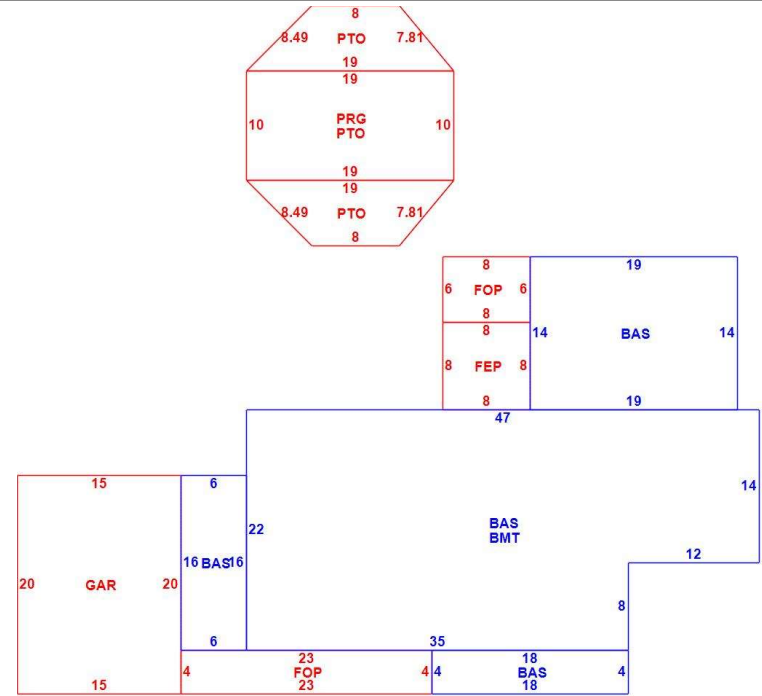 8
8.49 PTO 7.81
19
19
10 PRG 10
PTO
19
19
8.49 PTO 7.81
8
8 19
6 FOP 6
8
8 14 BAS 14
8 FEP 8
8 19
47
15 6 14
22 BAS
BMT
12
16 BAS 16
20 GAR 20
8
6 35
23 18
4 FOP 4 4 BAS 4
15 23 18